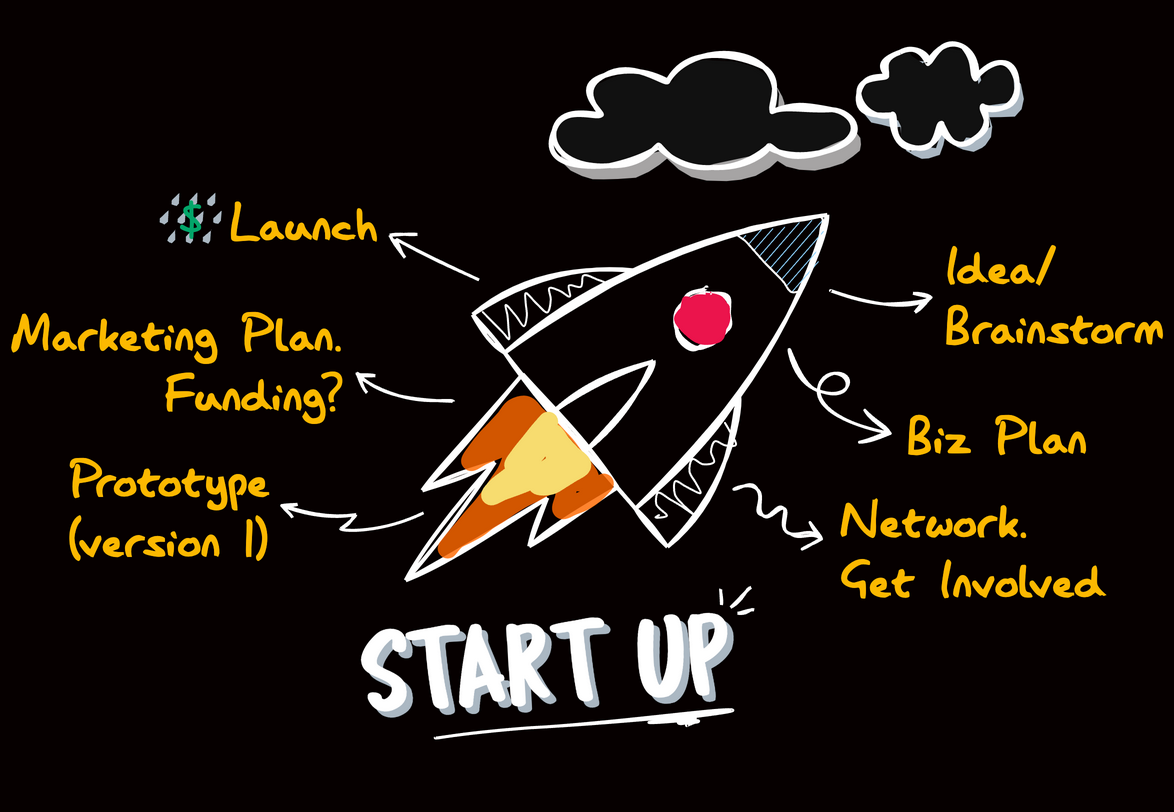 $ Launch
Marketing Plan.
Funding?
Prototype
(version 1)
Idea/
Brainstorm
Biz Plan
Network.
Get Involved
START UP